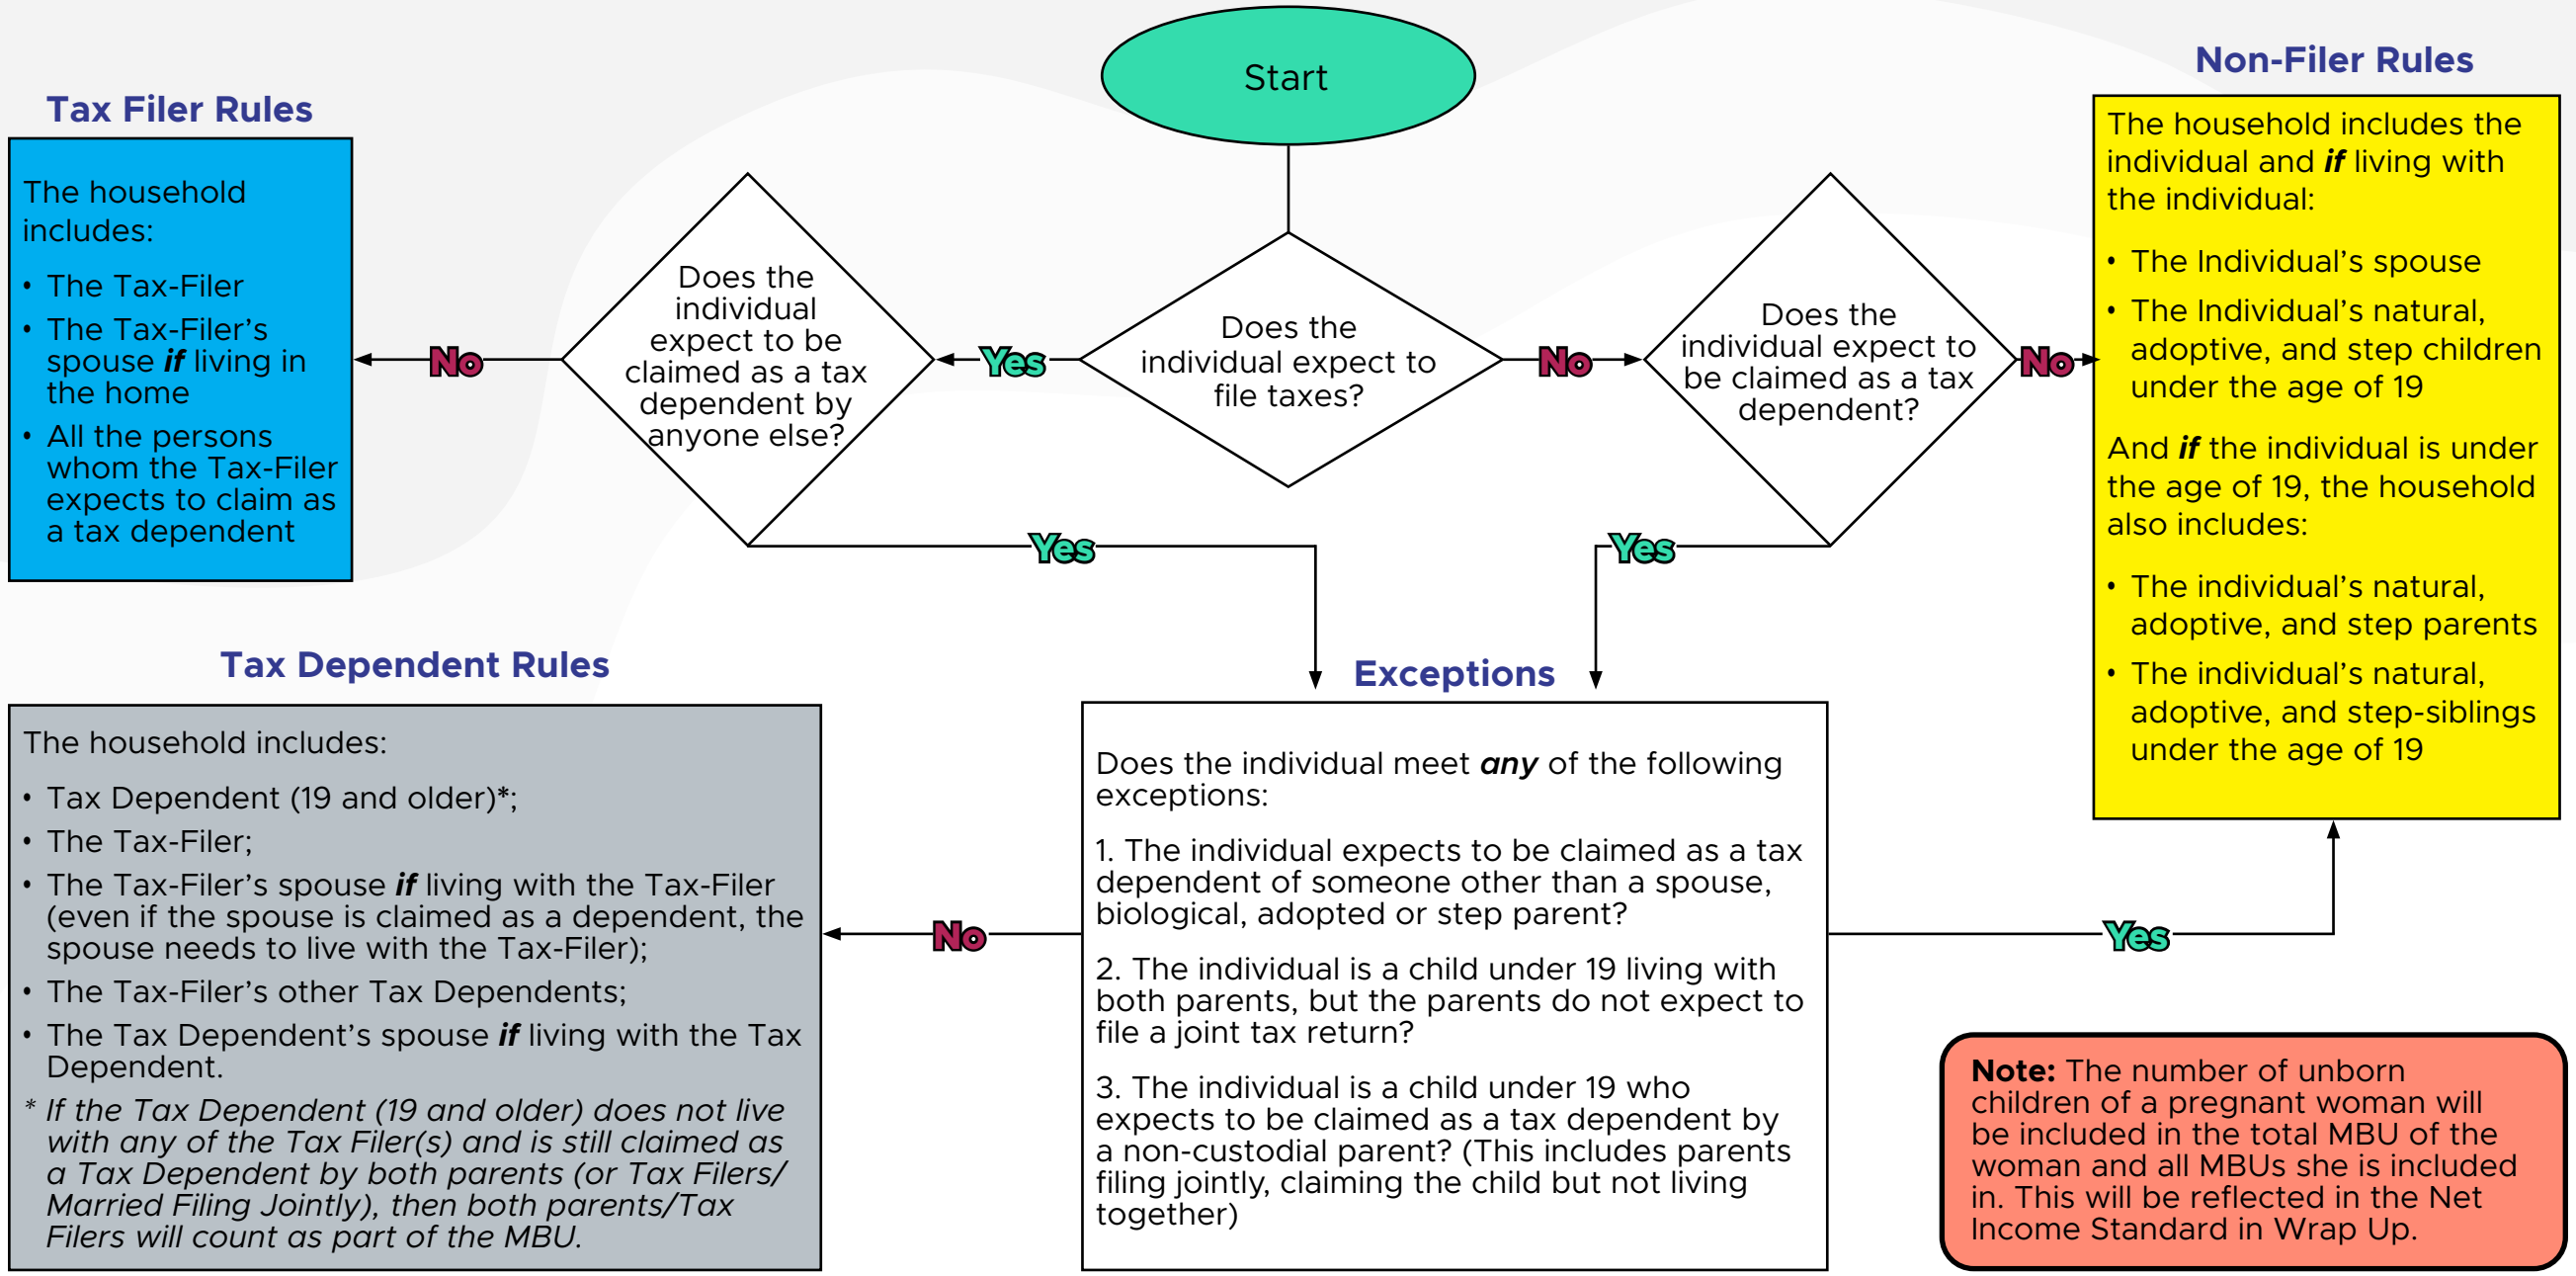 Start
Tax Filer Rules
The household
includes:
• The Tax-Filer
• The Tax-Filer's
spouse if living in
the home
• All the persons
whom the Tax-Filer
expects to claim as
a tax dependent
No
Does the
individual
expect to be
claimed as a tax
dependent by
anyone else?
Yes
Does the
individual expect to
file taxes?
No
Does the
individual expect to
be claimed as a tax
dependent?
No
Non-Filer Rules
The household includes the
individual and if living with
the individual:
• The Individual's spouse
• The Individual's natural,
adoptive, and step children
under the age of 19
And if the individual is under
the age of 19, the household
also includes:
• The individual's natural,
adoptive, and step parents
• The individual's natural,
adoptive, and step-siblings
under the age of 19
Yes
Yes
Tax Dependent Rules
The household includes:
• Tax Dependent (19 and older)*;
• The Tax-Filer;
• The Tax-Filer's spouse if living with the Tax-Filer
(even if the spouse is claimed as a dependent, the
spouse needs to live with the Tax-Filer);
• The Tax-Filer's other Tax Dependents;
• The Tax Dependent's spouse if living with the Tax
Dependent.
* If the Tax Dependent (19 and older) does not live
with any of the Tax Filer(s) and is still claimed as
a Tax Dependent by both parents (or Tax Filers/
Married Filing Jointly), then both parents/Tax
Filers will count as part of the MBU.
No
Exceptions
Does the individual meet any of the following
exceptions:
1. The individual expects to be claimed as a tax
dependent of someone other than a spouse,
biological, adopted or step parent?
2. The individual is a child under 19 living with
both parents, but the parents do not expect to
file a joint tax return?
3. The individual is a child under 19 who
expects to be claimed as a tax dependent by
a non-custodial parent? (This includes parents
filing jointly, claiming the child but not living
together)
Yes
Note: The number of unborn
children of a pregnant woman will
be included in the total MBU of the
woman and all MBUs she is included
in. This will be reflected in the Net
Income Standard in Wrap Up.